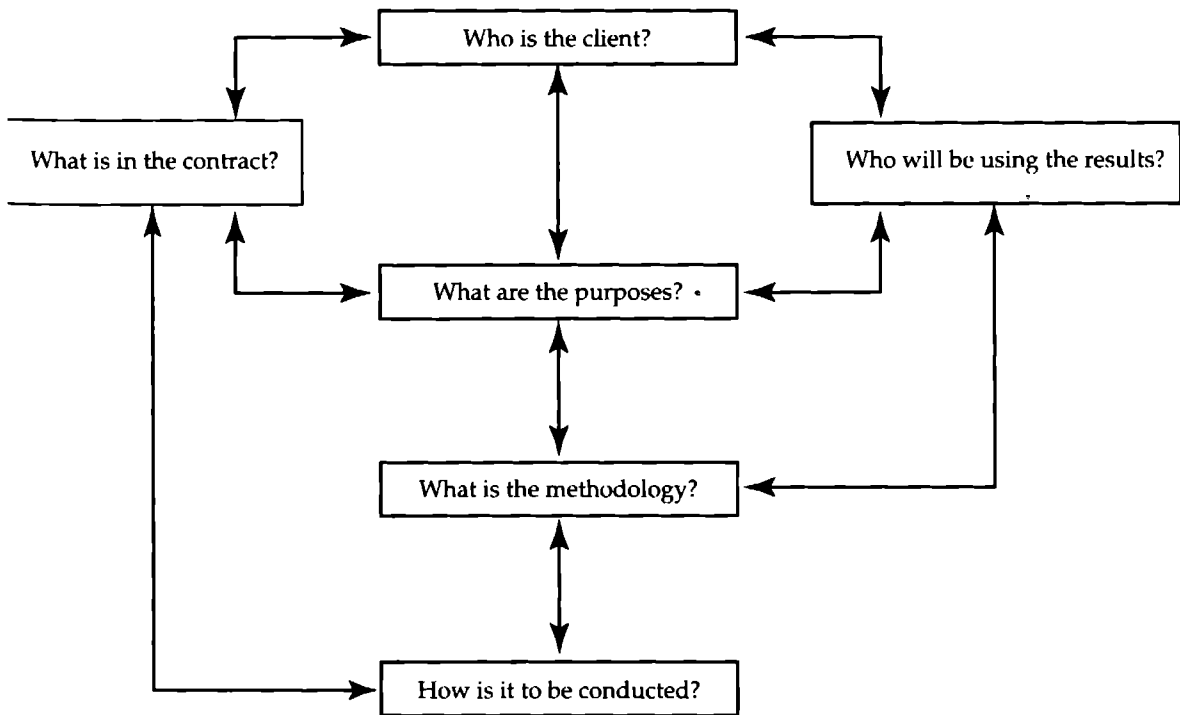 Who is the client?
What is in the contract?
Who will be using the results?
What are the purposes?
What is the methodology?
How is it to be conducted?